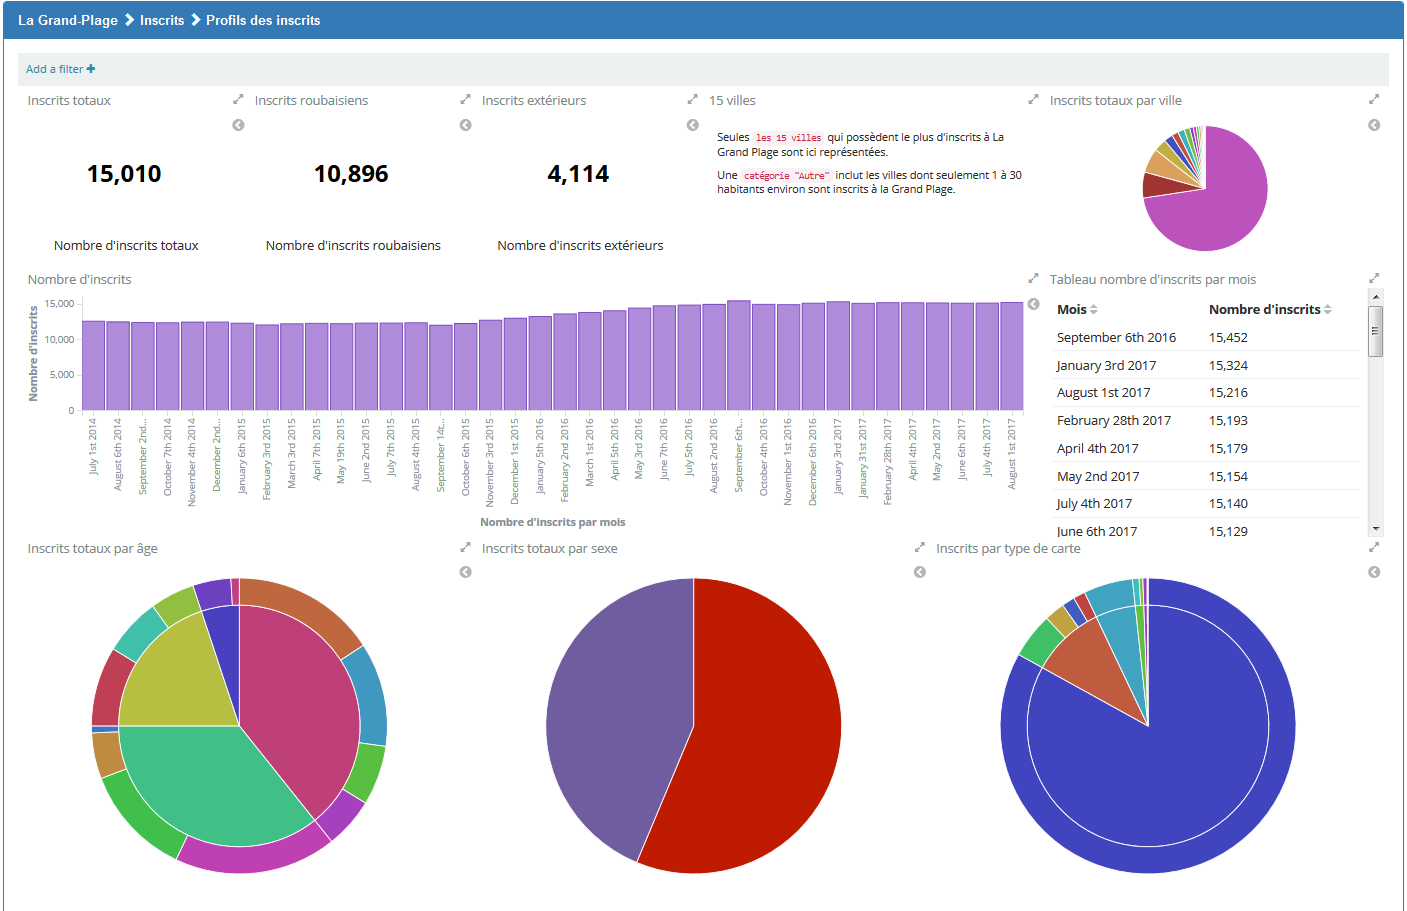 La Grand-Plage > Inscrits > Profils des inscrits
Add a filter +
Inscrits totaux
15,010
Nombre d'inscrits totaux
Inscrits roubaisiens
10,896
Nombre d'inscrits roubaisiens
Inscrits extérieurs
4,114
Nombre d'inscrits extérieurs
15 villes
Seules les 15 villes qui possèdent le plus d'inscrits à La
Grand Plage sont ici représentées.
Une catégorie "Autre" inclut les villes dont seulement 1 à 30
habitants environ sont inscrits à la Grand Plage.
Inscrits totaux par ville
Nombre d'inscrits
Nombre d'inscrits
15,000
10,000
5,000
0
July 1st 2014
August 6th 2014
September 2nd...
October 7th 2014
November 4th 2014
December 2nd...
January 6th 2015
February 3rd 2015
March 3rd 2015
April 7th 2015
May 19th 2015
June 2nd 2015
July 7th 2015
August 4th 2015
September 14t...
October 6th 2015
November 3rd 2015
December 1st 2015
January 5th 2016
February 2nd 2016
March 1st 2016
April 5th 2016
May 3rd 2016
June 7th 2016
July 5th 2016
August 2nd 2016
September 6th...
October 4th 2016
November 1st 2016
December 6th 2016
January 3rd 2017
January 31st 2017
February 28th 2017
April 4th 2017
May 2nd 2017
June 6th 2017
July 4th 2017
August 1st 2017
Nombre d'inscrits par mois
Tableau nombre d'inscrits par mois
Mois Nombre d'inscrits
September 6th 2016 15,452
January 3rd 2017 15,324
August 1st 2017 15,216
February 28th 2017 15,193
April 4th 2017 15,179
May 2nd 2017 15,154
July 4th 2017 15,140
June 6th 2017 15,129
Inscrits totaux par âge
Inscrits totaux par sexe
Inscrits par type de carte